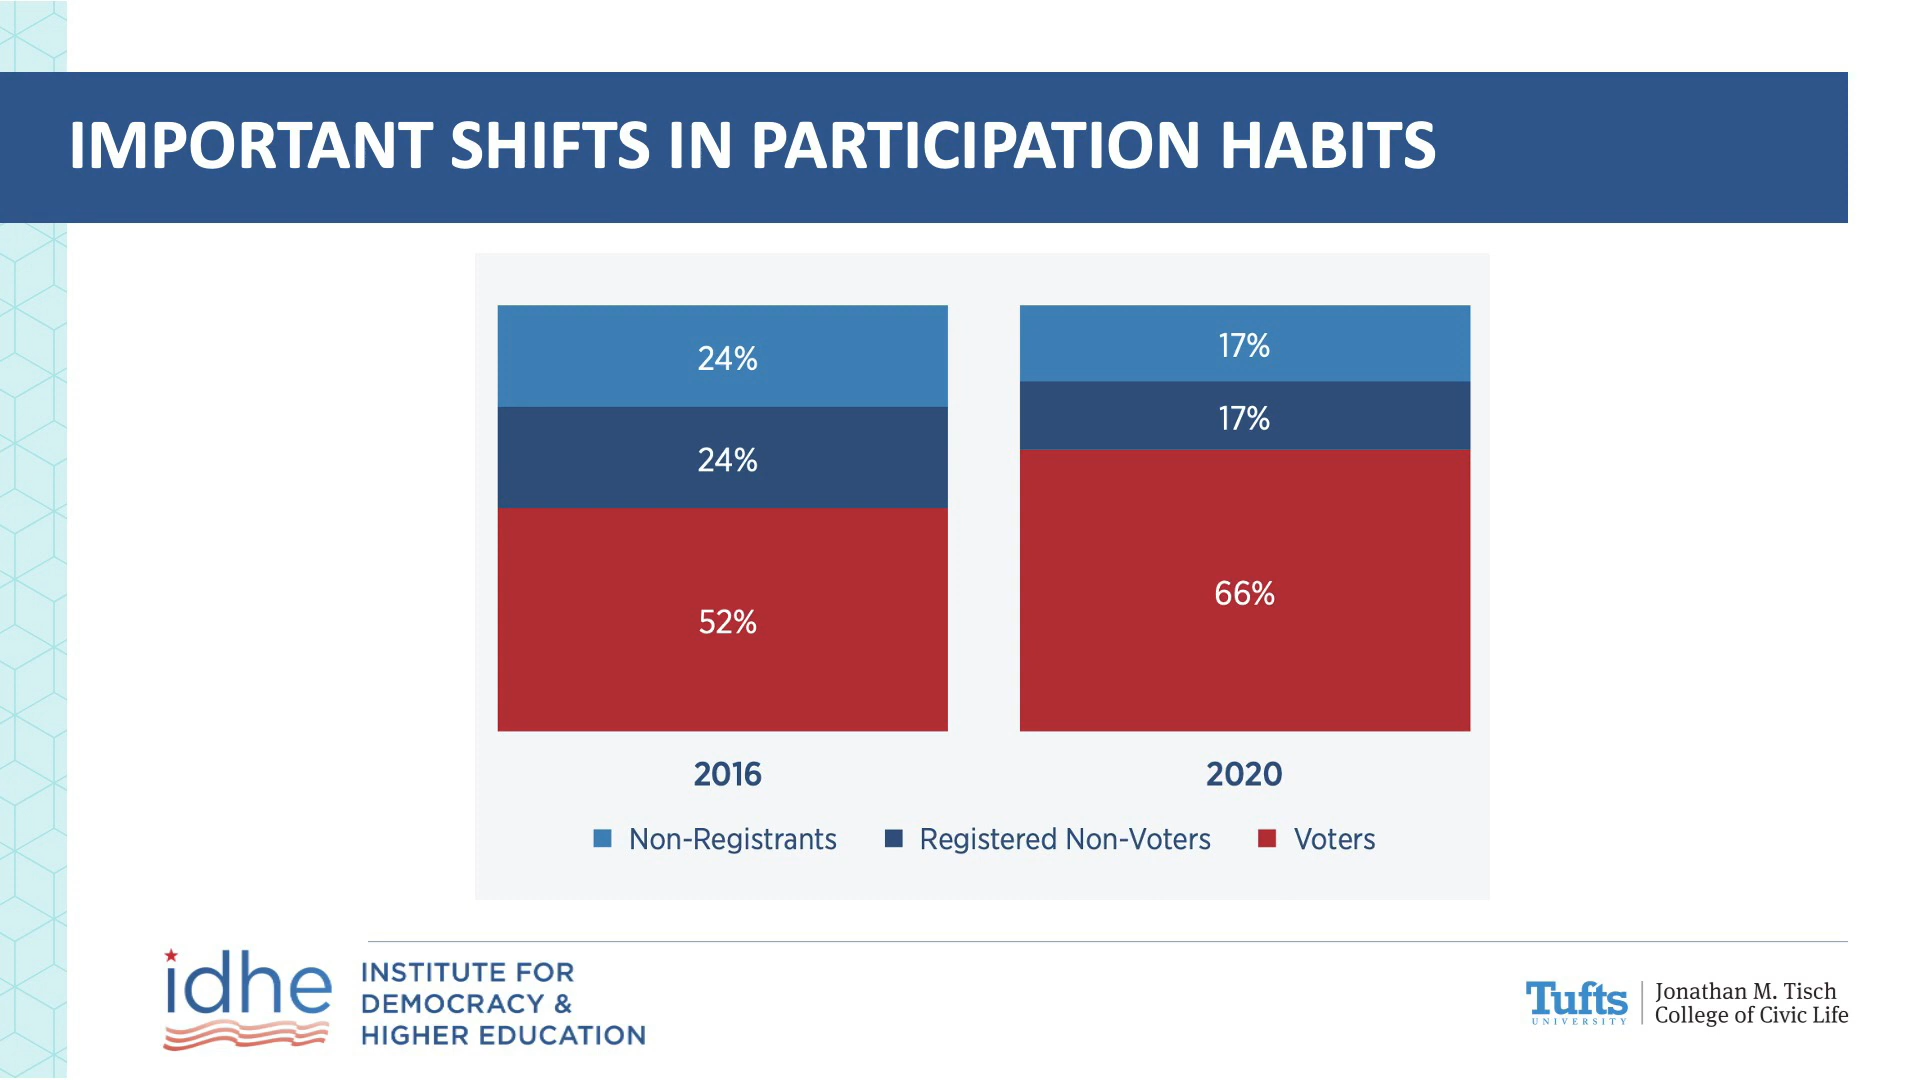 IMPORTANT SHIFTS IN PARTICIPATION HABITS
24%
24%
52%
17%
17%
66%
2016
2020
Non-Registrants
Registered Non-Voters
Voters
idhe
INSTITUTE FOR
DEMOCRACY &
HIGHER EDUCATION
Tufts
UNIVERSITY
Jonathan M. Tisch
College of Civic Life